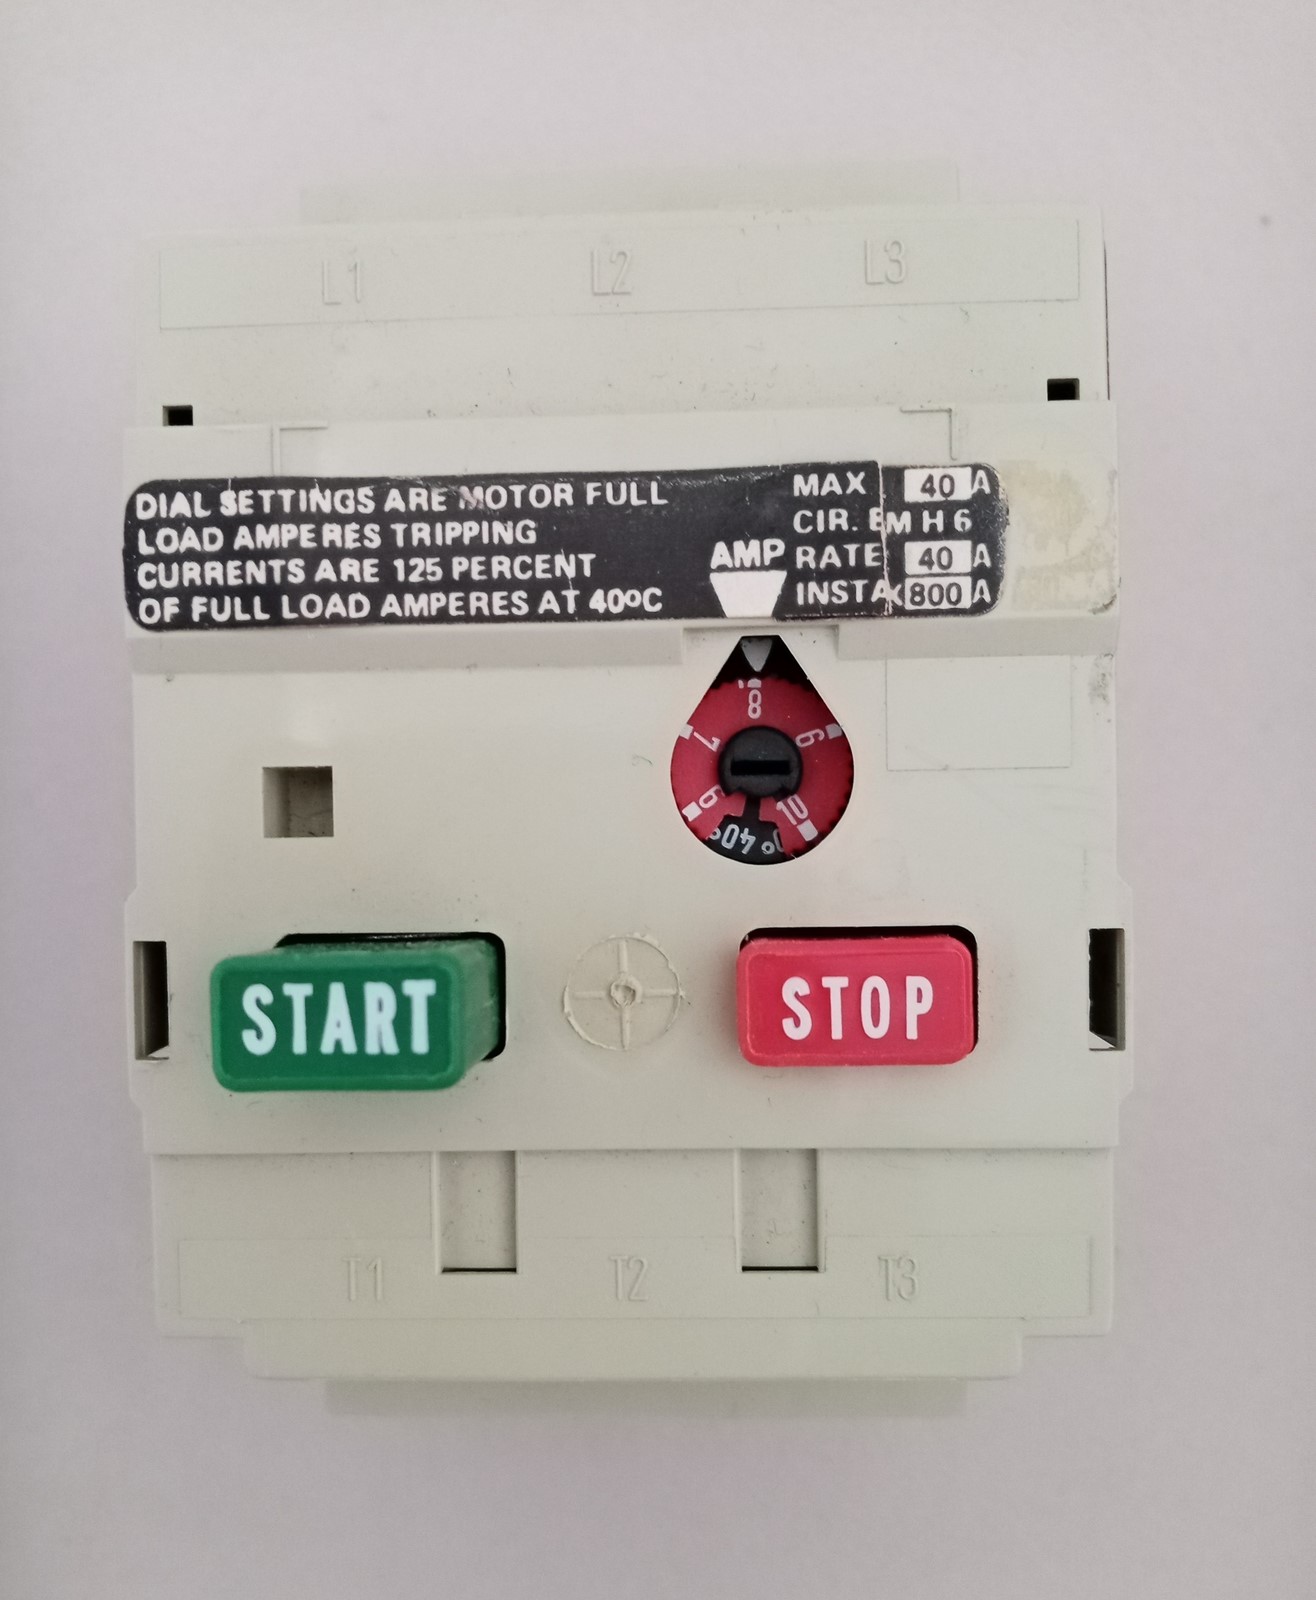 L1 L2 L3
DIAL SETTINGS ARE MOTOR FULL
LOAD AMPERES TRIPPING
CURRENTS ARE 125 PERCENT
OF FULL LOAD AMPERES AT 40ºC
AMP
MAX 40 A
CIR. M H 6
RATE 40 A
INSTA 800 A
8
7 9
6 10
40º
START STOP
T1 T2 T3